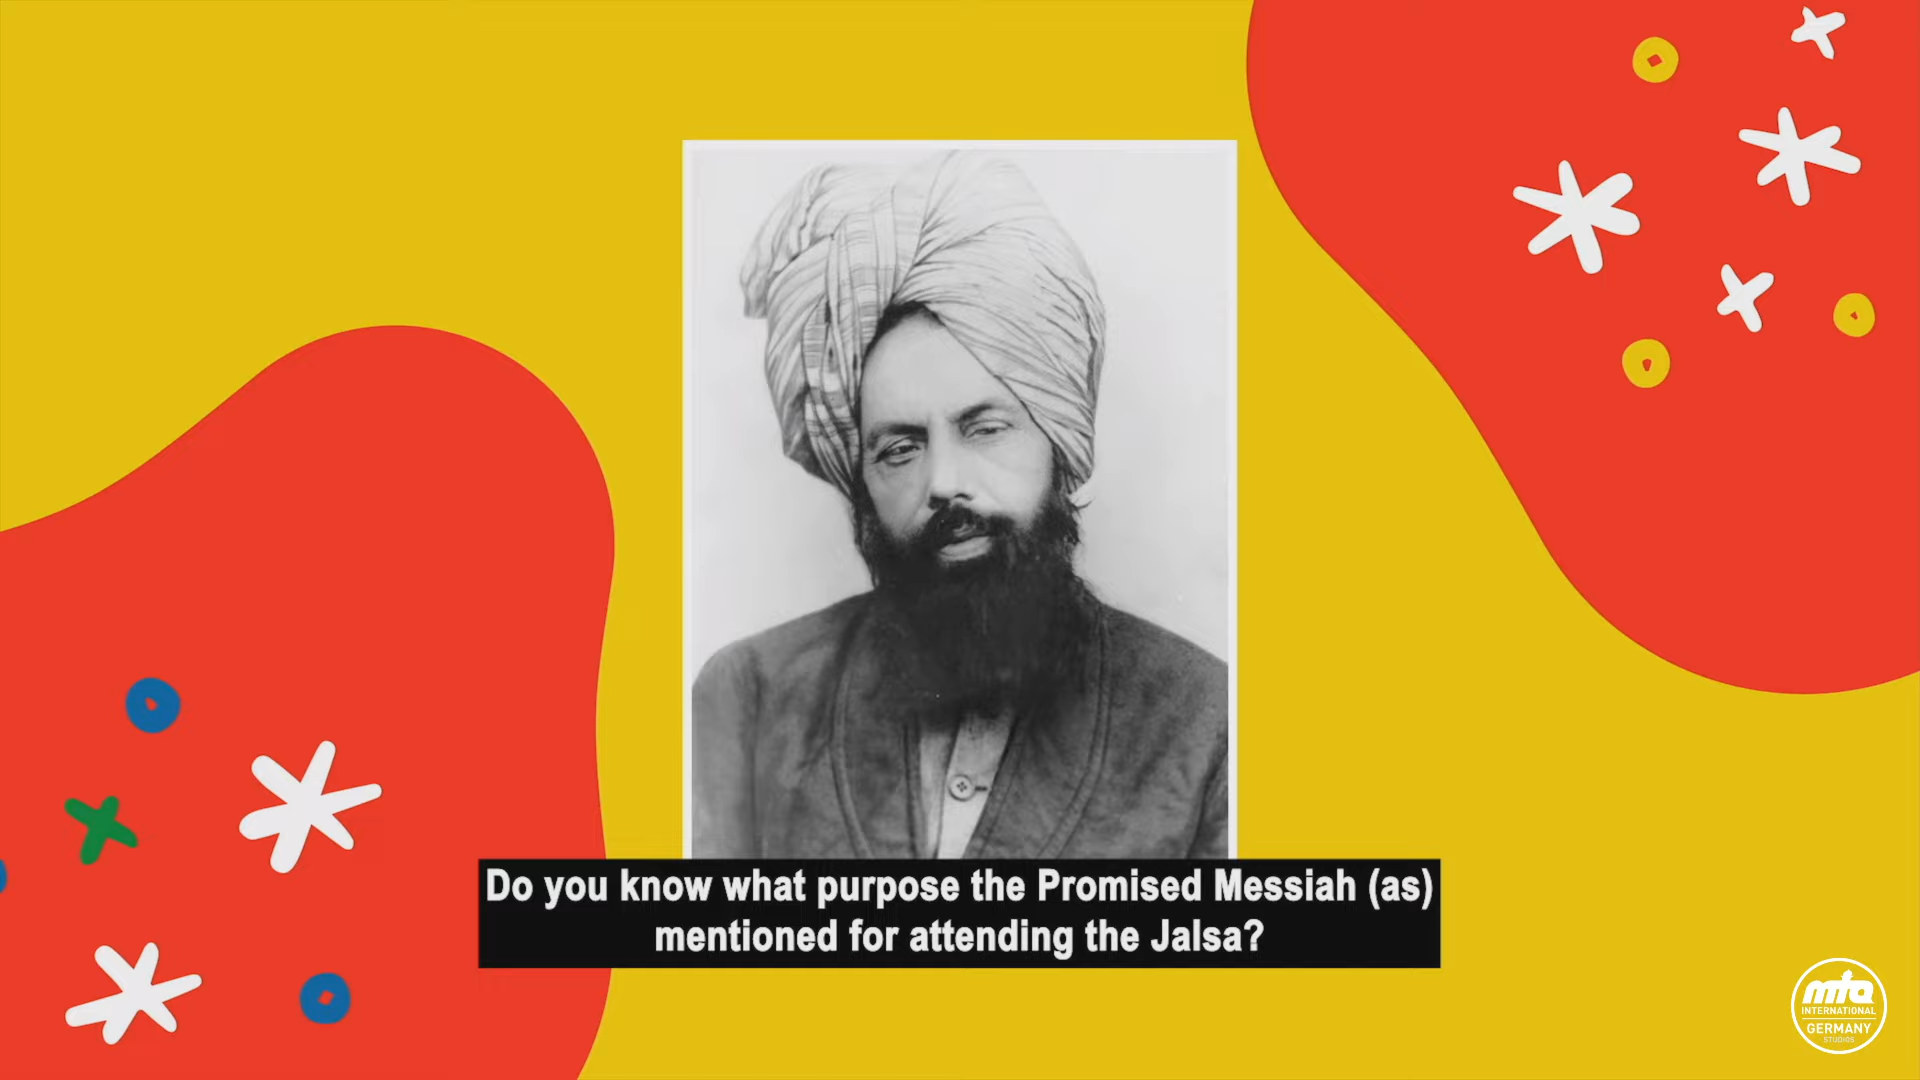 Do you know what purpose the Promised Messiah (as)
mentioned for attending the Jalsa?
mta
INTERNATIONAL
GERMANY
STUDIOS